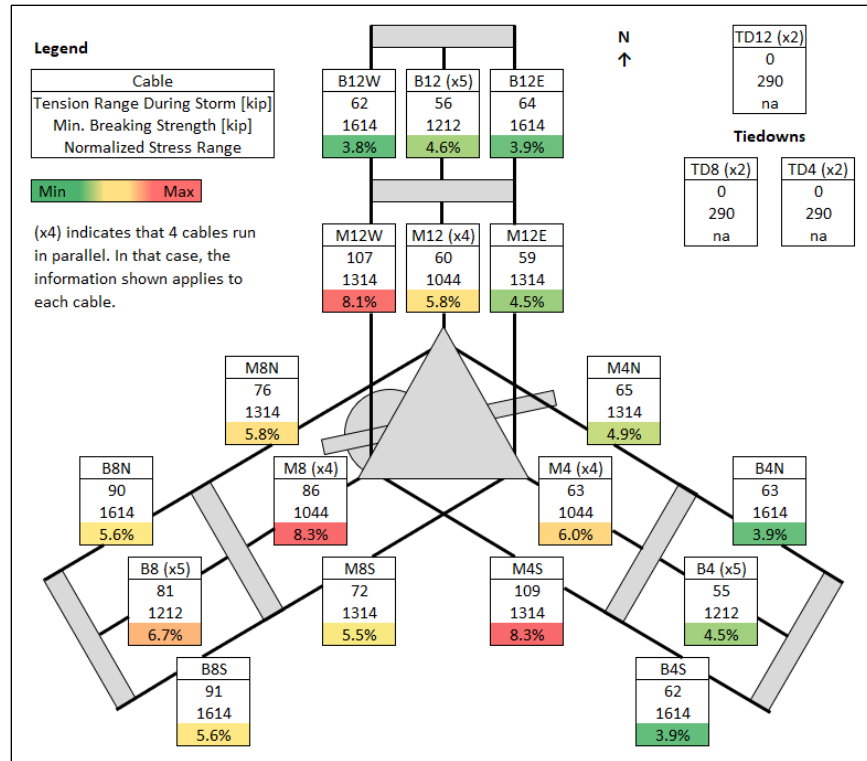 Legend
Cable
Tension Range During Storm [kip]
Min. Breaking Strength [kip]
Normalized Stress Range
Min Max
(x4) indicates that 4 cables run
in parallel. In that case, the
information shown applies to
each cable.
N
↑
TD12 (x2)
0
290
na
Tiedowns
TD8 (x2)
0
290
na
TD4 (x2)
0
290
na
B12W
62
1614
3.8%
B12 (x5)
56
1212
4.6%
B12E
64
1614
3.9%
M12W
107
1314
8.1%
M12 (x4)
60
1044
5.8%
M12E
59
1314
4.5%
M8N
76
1314
5.8%
M4N
65
1314
4.9%
B8N
90
1614
5.6%
M8 (x4)
86
1044
8.3%
M4 (x4)
63
1044
6.0%
B4N
63
1614
3.9%
B8 (x5)
81
1212
6.7%
M8S
72
1314
5.5%
M4S
109
1314
8.3%
B4 (x5)
55
1212
4.5%
B8S
91
1614
5.6%
B4S
62
1614
3.9%